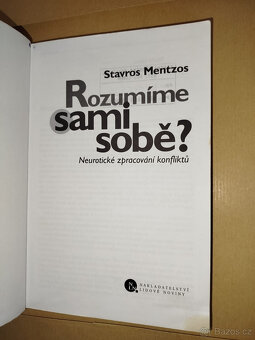 Stavros Mentzos
Rozumíme
sami
sobě?
Neurotické zpracování konfliktů
NAKLADATELSTVÍ
LIDOVÉ NOVINY
Bazos.cz